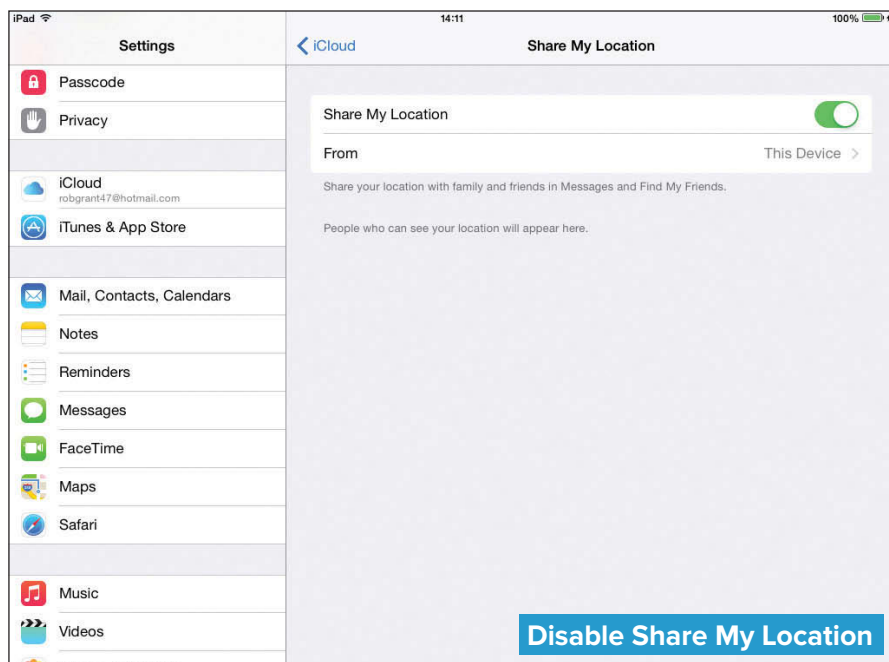 iPad
14:11
100%
Settings
iCloud
Share My Location
Passcode
Privacy
iCloud
robgrant47@hotmail.com
iTunes & App Store
Mail, Contacts, Calendars
Notes
Reminders
Messages
FaceTime
Maps
Safari
Music
Videos
Share My Location
From
This Device
Share your location with family and friends in Messages and Find My Friends.
People who can see your location will appear here.
Disable Share My Location